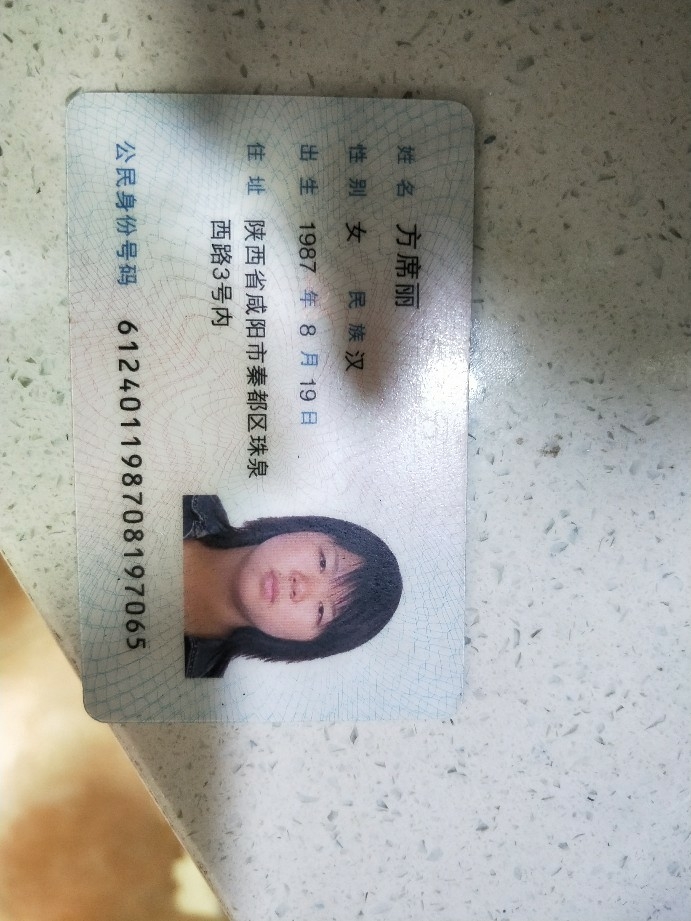 姓名 方席丽
性别 女 民族 汉
出生 1987 年 8 月 19 日
住址 陕西省咸阳市秦都区珠泉
西路3号内
公民身份号码 612401198708197065